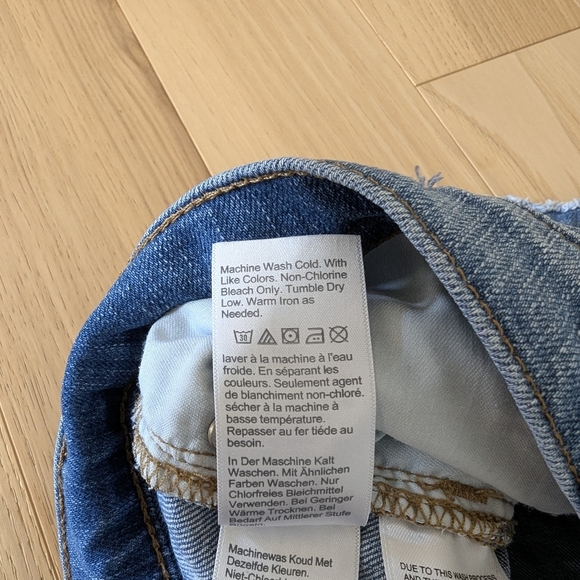 Machine Wash Cold. With
Like Colors. Non-Chlorine
Bleach Only. Tumble Dry
Low. Warm Iron as
Needed.
30
laver à la machine à l'eau
froide. En séparant les
couleurs. Seulement agent
de blanchiment non-chloré.
sécher à la machine à
basse température.
Repasser au fer tiéde au
besoin.
In Der Maschine Kalt
Waschen. Mit Ähnlichen
Farben Waschen. Nur
Chlorfreies Bleichmittel
Verwenden. Bei Geringer
Wärme Trocknen. Bei
Bedarf Auf Mittlerer Stufe
Machinewas Koud Met
Dezelfde Kleuren.
DUE TO THIS WASH PROCESS